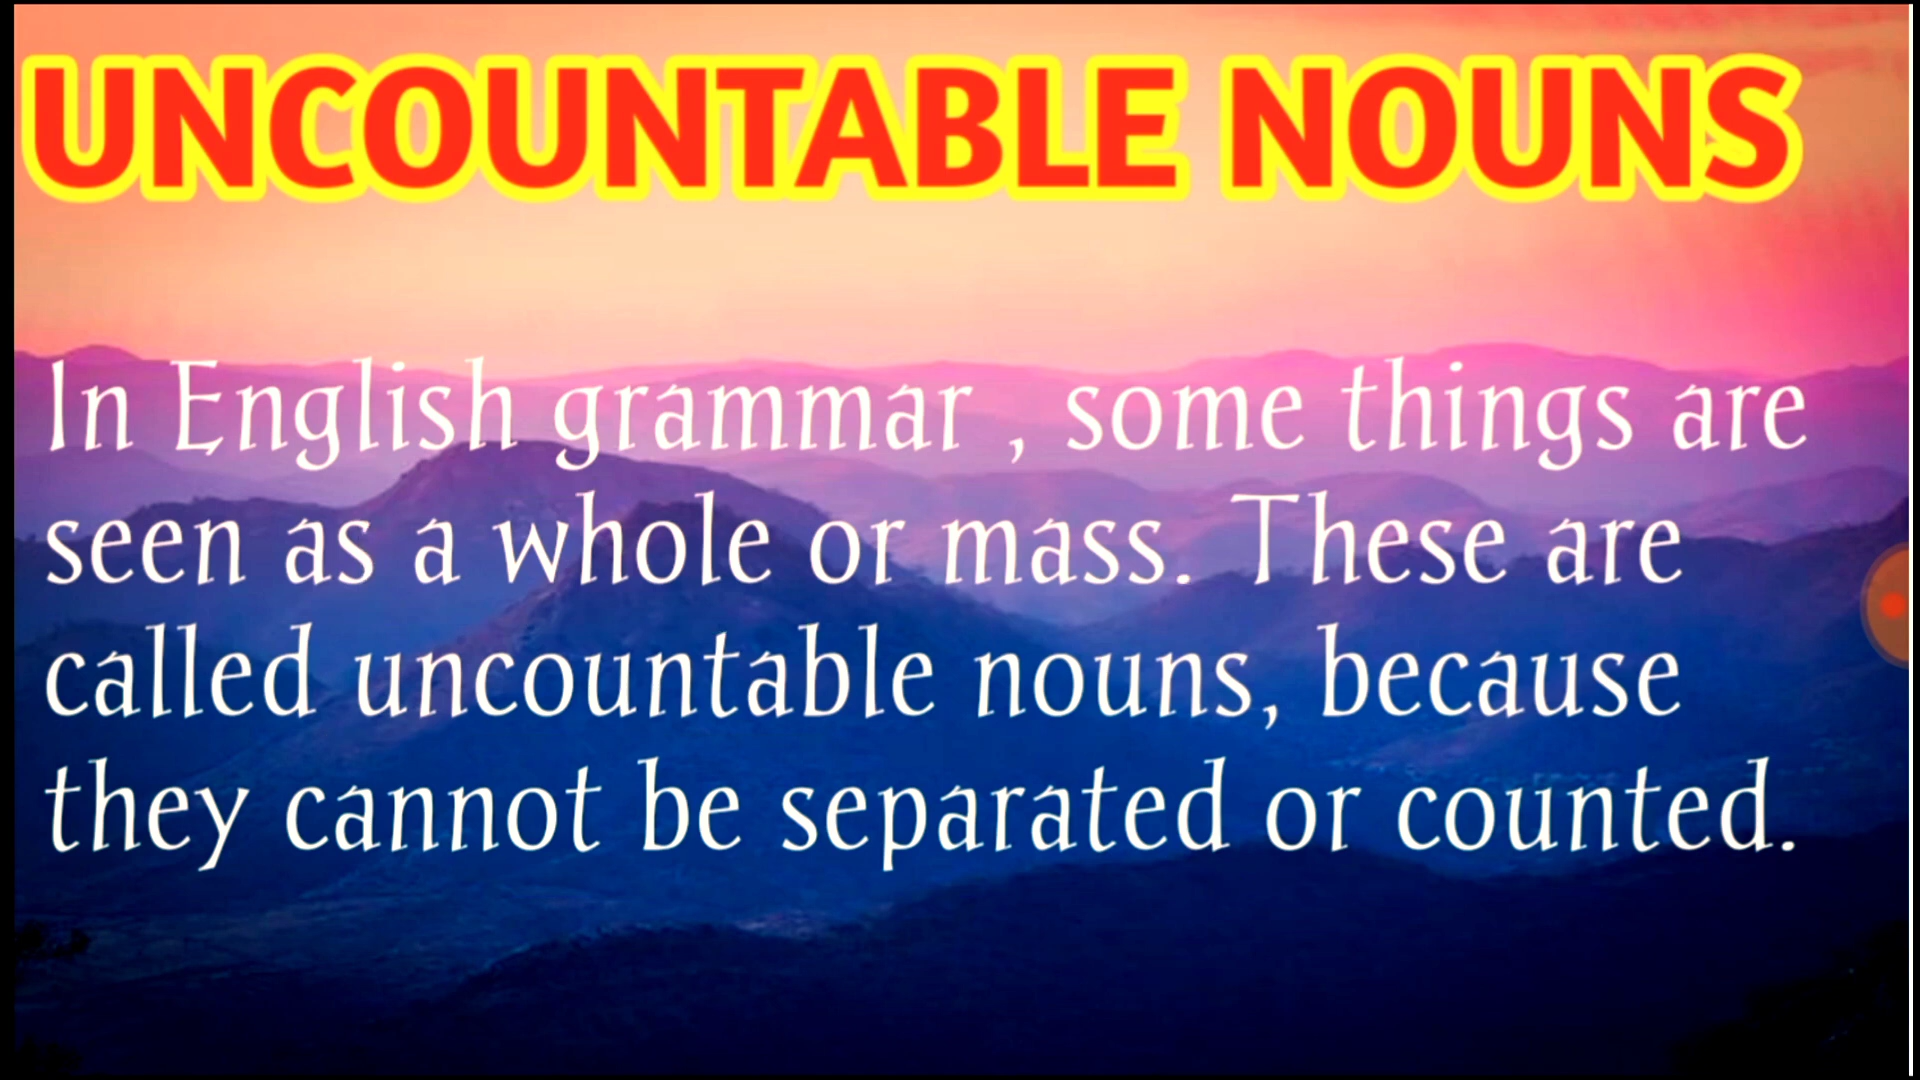 UNCOUNTABLE NOUNS
In English grammar , some things are
seen as a whole or mass. These are
called uncountable nouns, because
they cannot be separated or counted.